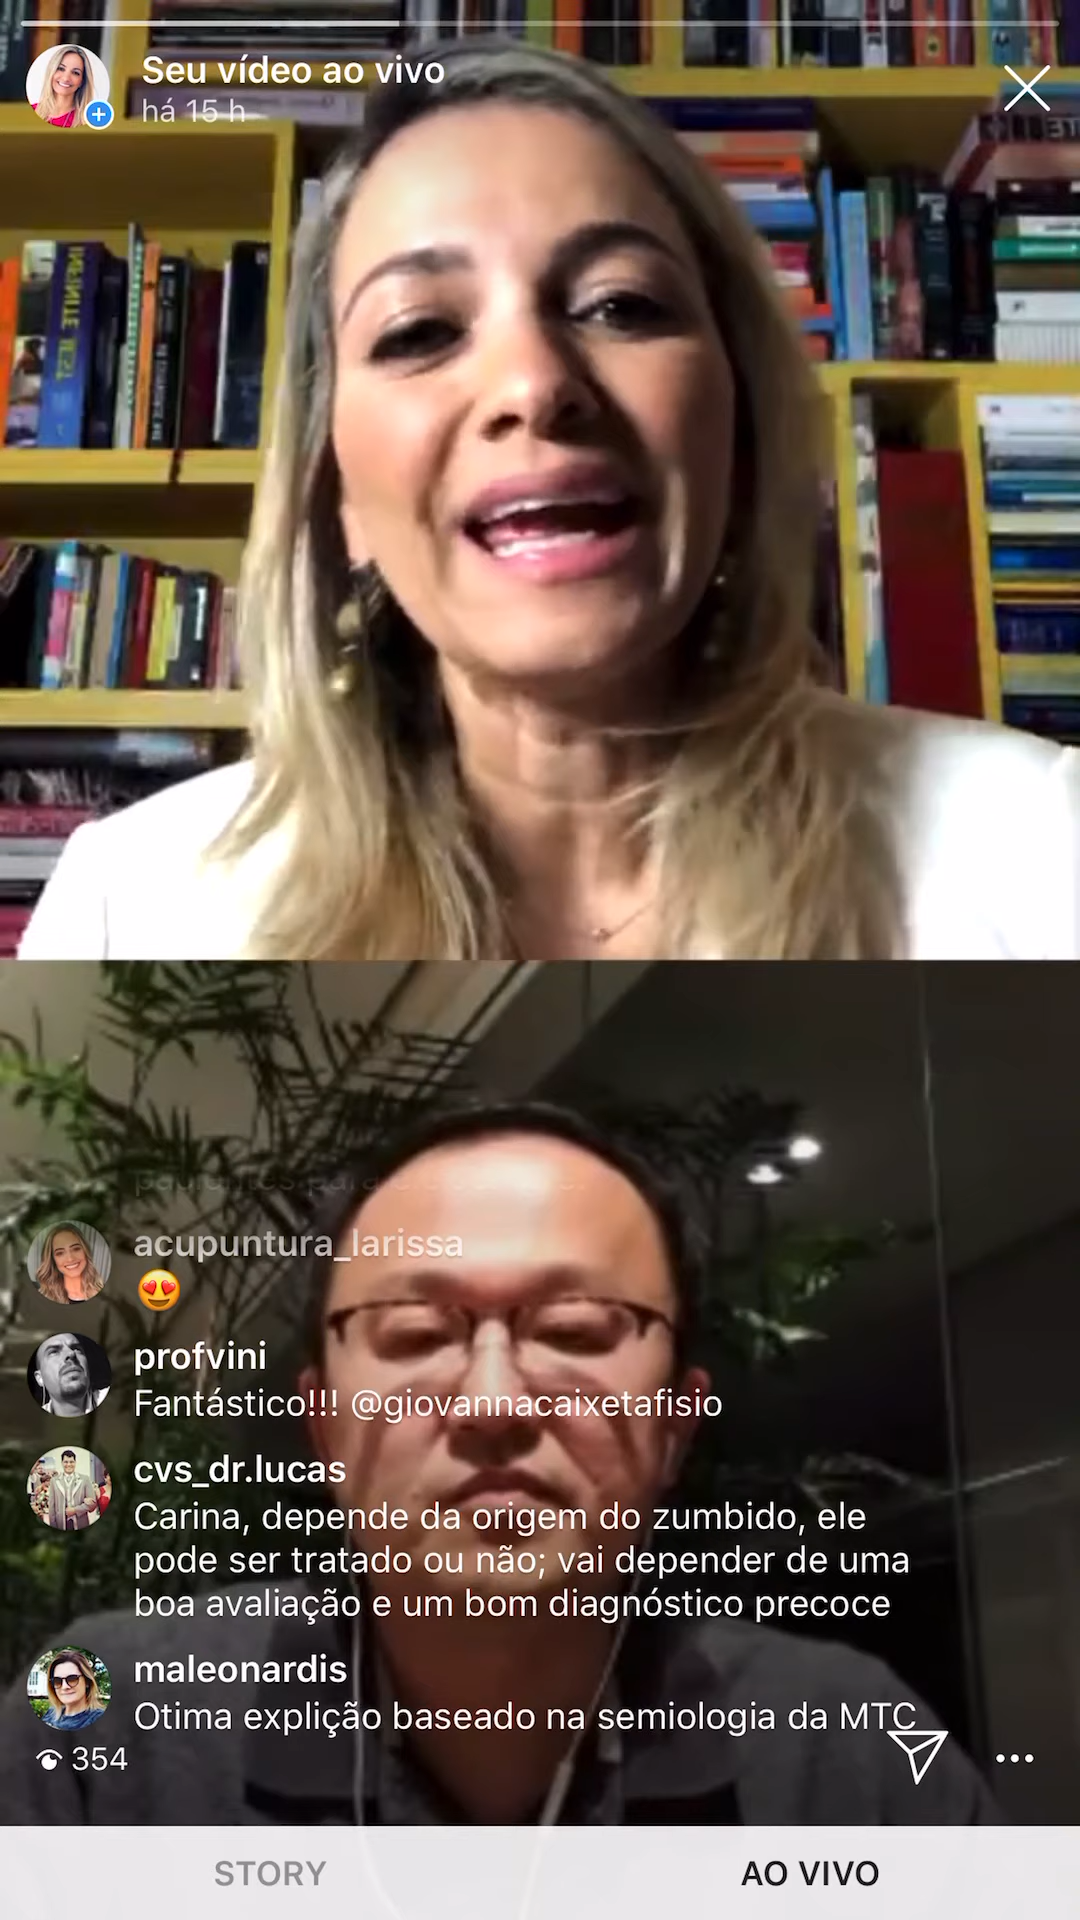 Seu vídeo ao vivo
há 15 h
INFINITE JEST
acupuntura_larissa
😍
profvini
Fantástico!!! @giovannacaixetafisio
cvs_dr.lucas
Carina, depende da origem do zumbido, ele
pode ser tratado ou não; vai depender de uma
boa avaliação e um bom diagnóstico precoce
maleonardis
Otima explição baseado na semiologia da MTC
354
STORY
AO VIVO